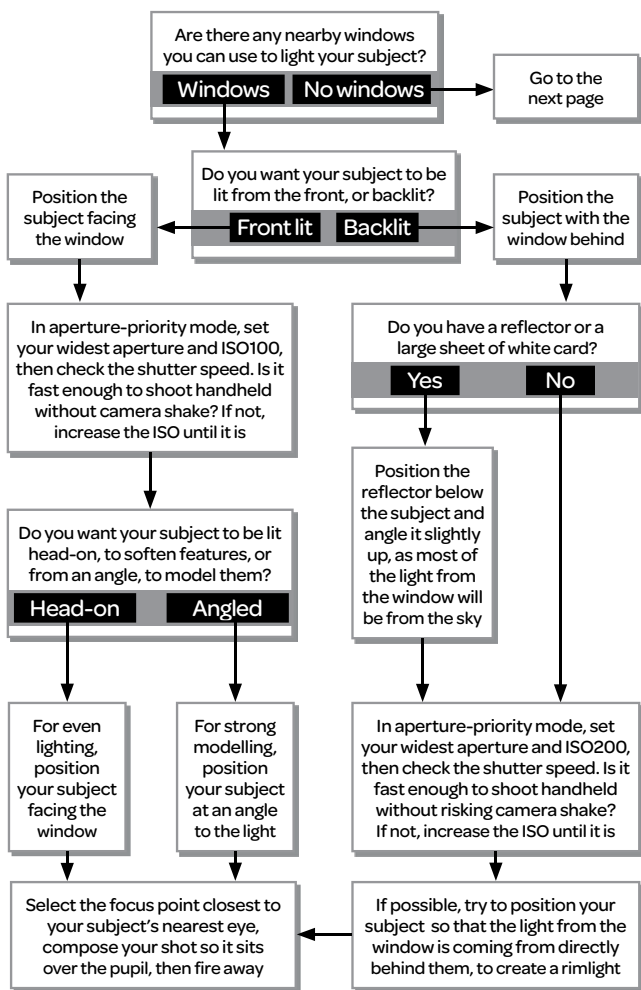 Are there any nearby windows
you can use to light your subject?
Windows
No windows
Go to the
next page
Do you want your subject to be
lit from the front, or backlit?
Front lit
Backlit
Position the
subject facing
the window
Position the
subject with the
window behind
In aperture-priority mode, set
your widest aperture and ISO100,
then check the shutter speed. Is it
fast enough to shoot handheld
without camera shake? If not,
increase the ISO until it is
Do you have a reflector or a
large sheet of white card?
Yes
No
Position the
reflector below
the subject and
angle it slightly
up, as most of
the light from
the window will
be from the sky
Do you want your subject to be lit
head-on, to soften features, or
from an angle, to model them?
Head-on
Angled
For even
lighting,
position
your subject
facing the
window
For strong
modelling,
position
your subject
at an angle
to the light
In aperture-priority mode, set
your widest aperture and ISO200,
then check the shutter speed. Is it
fast enough to shoot handheld
without risking camera shake?
If not, increase the ISO until it is
Select the focus point closest to
your subject's nearest eye,
compose your shot so it sits
over the pupil, then fire away
If possible, try to position your
subject so that the light from the
window is coming from directly
behind them, to create a rimlight